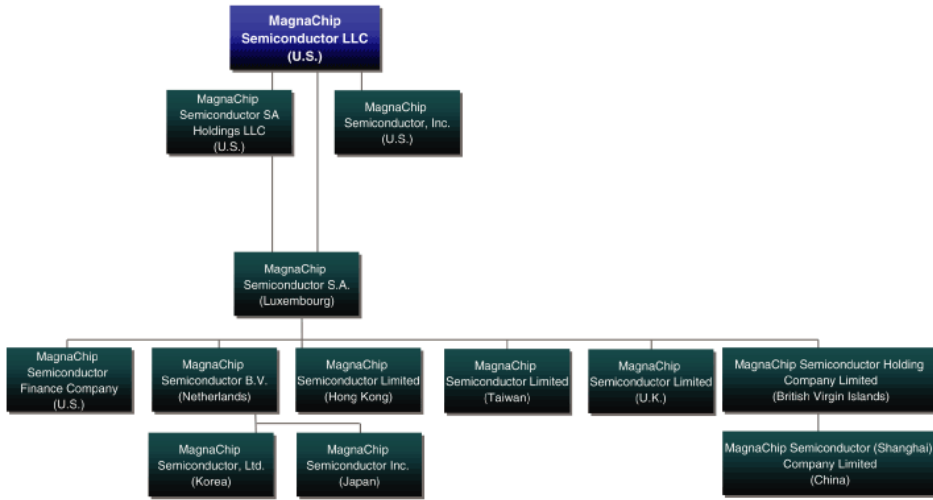 MagnaChip
Semiconductor LLC
(U.S.)
MagnaChip
Semiconductor SA
Holdings LLC
(U.S.)
MagnaChip
Semiconductor, Inc.
(U.S.)
MagnaChip
Semiconductor S.A.
(Luxembourg)
MagnaChip
Semiconductor
Finance Company
(U.S.)
MagnaChip
Semiconductor B.V.
(Netherlands)
MagnaChip
Semiconductor Limited
(Hong Kong)
MagnaChip
Semiconductor Limited
(Taiwan)
MagnaChip
Semiconductor Limited
(U.K.)
MagnaChip Semiconductor Holding
Company Limited
(British Virgin Islands)
MagnaChip
Semiconductor, Ltd.
(Korea)
MagnaChip
Semiconductor Inc.
(Japan)
MagnaChip Semiconductor (Shanghai)
Company Limited
(China)